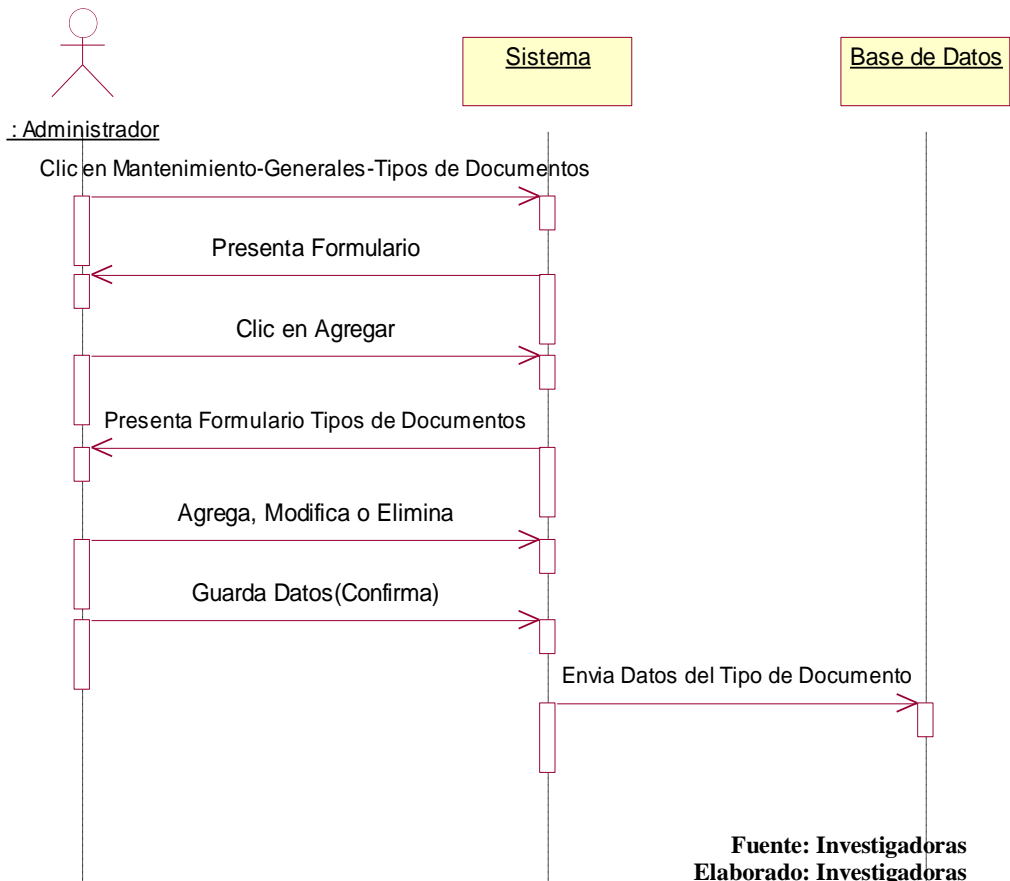 Sistema
Base de Datos
: Administrador
Clic en Mantenimiento-Generales-Tipos de Documentos
Presenta Formulario
Clic en Agregar
Presenta Formulario Tipos de Documentos
Agrega, Modifica o Elimina
Guarda Datos(Confirma)
Envia Datos del Tipo de Documento
Fuente: Investigadoras
Elaborado: Investigadoras